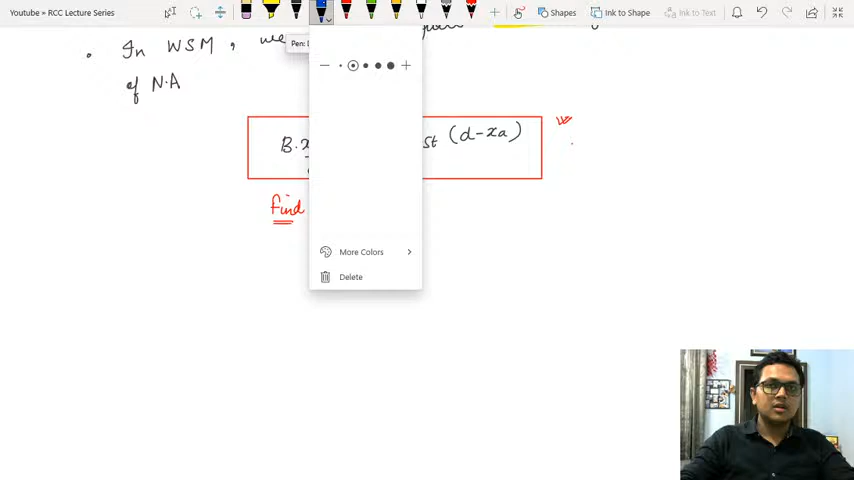 Youtube » RCC Lecture Series
Shapes
Ink to Shape
Ink to Text
. In WSM , we
Pen:
of N.A
B.x
st (d-xa)
find
More Colors
Delete